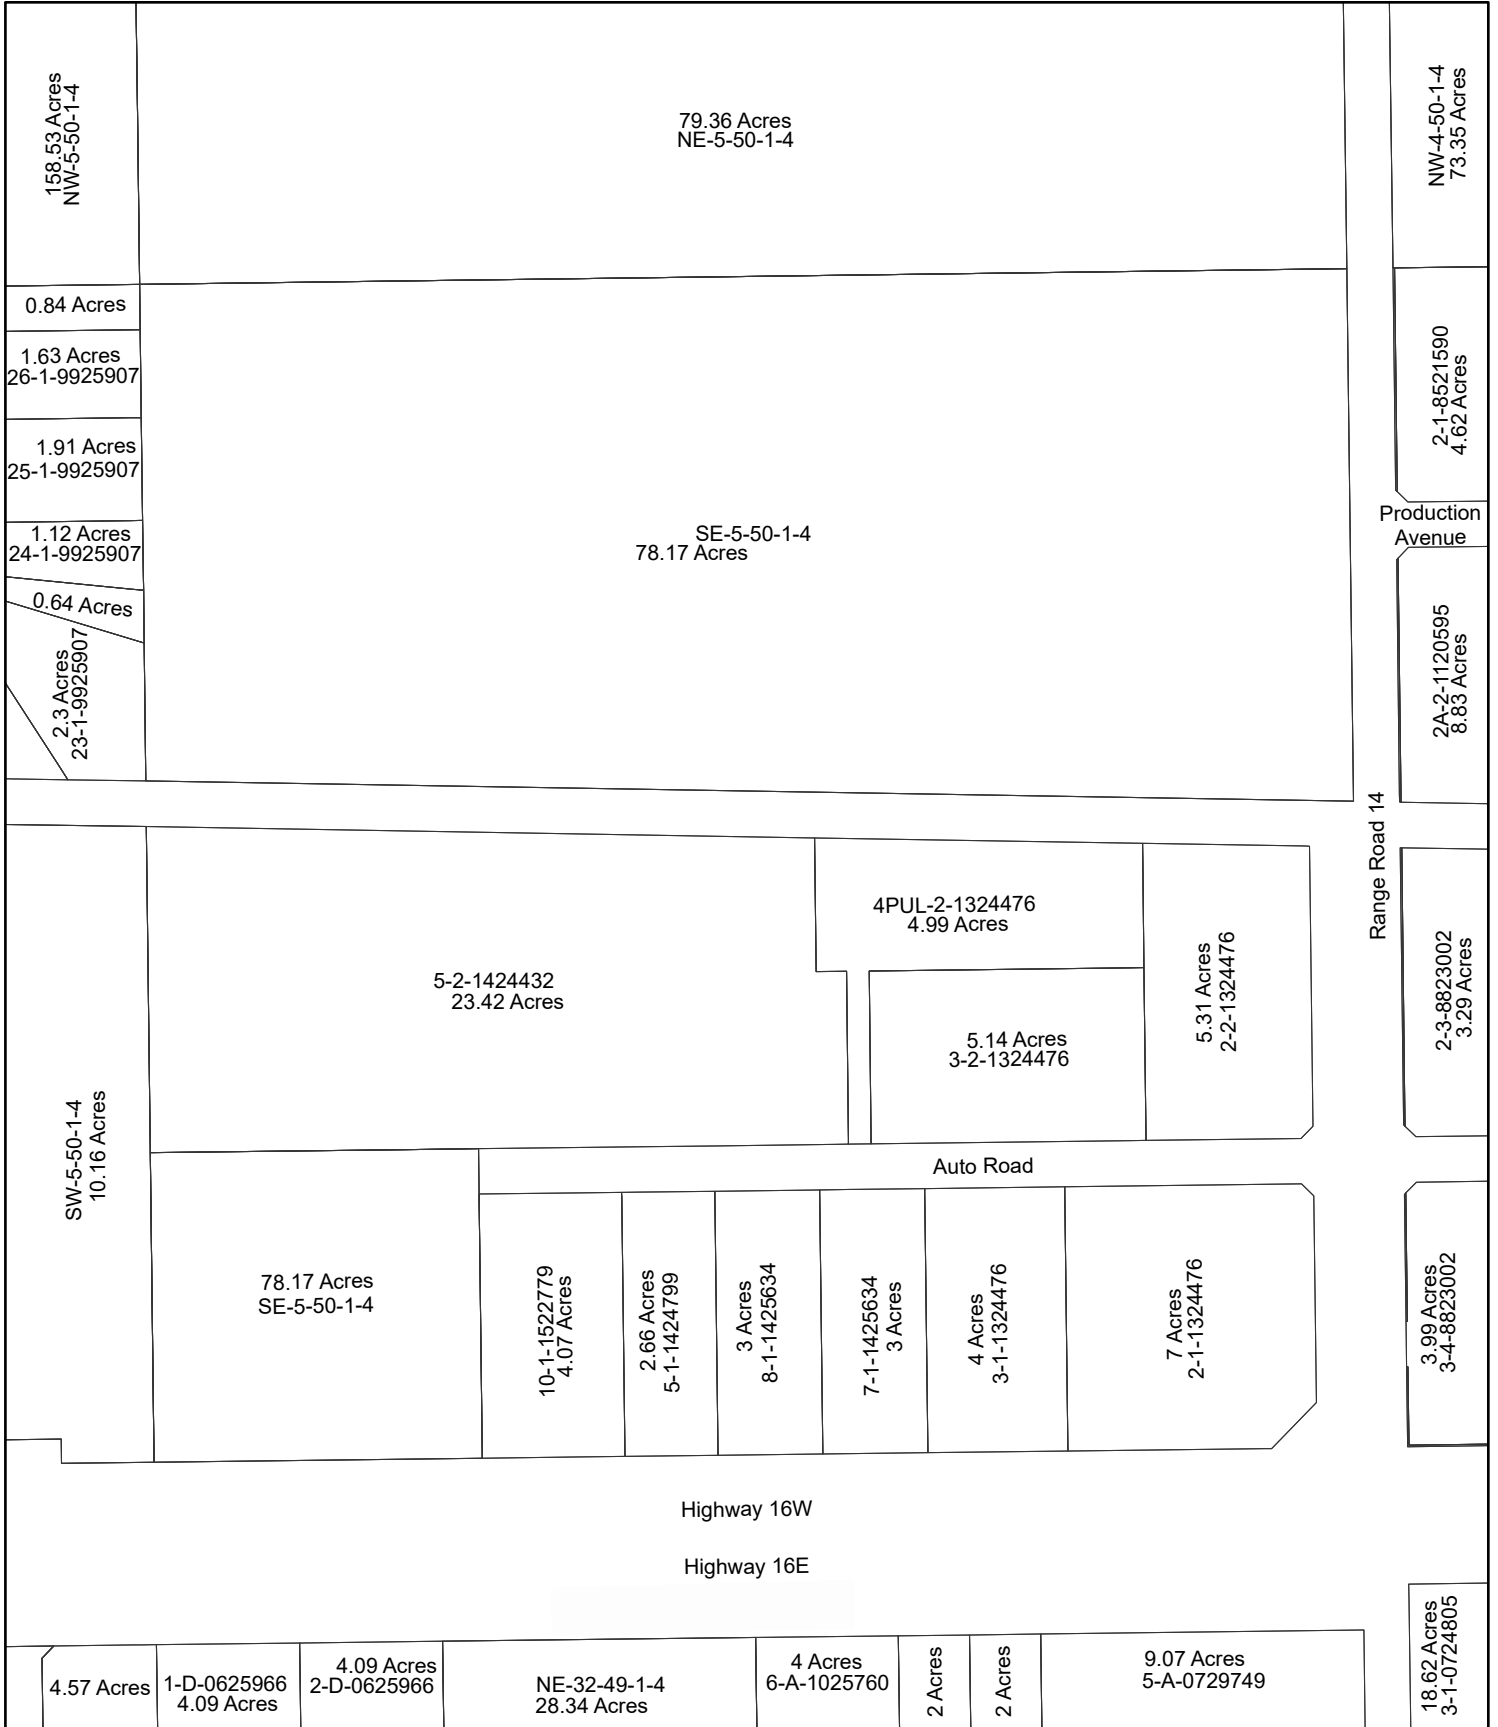 158.53 Acres
NW-5-50-1-4
79.36 Acres
NE-5-50-1-4
NW-4-50-1-4
73.35 Acres
0.84 Acres
1.63 Acres
26-1-9925907
1.91 Acres
25-1-9925907
1.12 Acres
24-1-9925907
0.64 Acres
2.3 Acres
23-1-9925907
SE-5-50-1-4
78.17 Acres
2-1-8521590
4.62 Acres
Production
Avenue
2A-2-1120595
8.83 Acres
Range Road 14
4PUL-2-1324476
4.99 Acres
5-2-1424432
23.42 Acres
5.14 Acres
3-2-1324476
5.31 Acres
2-2-1324476
2-3-8823002
3.29 Acres
SW-5-50-1-4
10.16 Acres
Auto Road
78.17 Acres
SE-5-50-1-4
10-1-1522779
4.07 Acres
2.66 Acres
5-1-1424799
3 Acres
8-1-1425634
7-1-1425634
3 Acres
4 Acres
3-1-1324476
7 Acres
2-1-1324476
3.99 Acres
3-4-8823002
Highway 16W
Highway 16E
4.57 Acres
1-D-0625966
4.09 Acres
4.09 Acres
2-D-0625966
NE-32-49-1-4
28.34 Acres
4 Acres
6-A-1025760
2 Acres
2 Acres
9.07 Acres
5-A-0729749
18.62 Acres
3-1-0724805